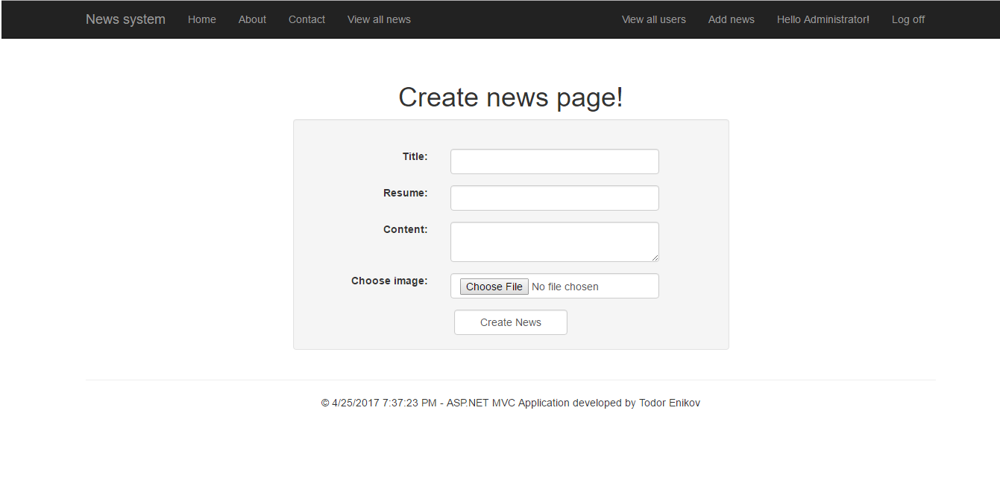 News system Home About Contact View all news View all users Add news Hello Administrator! Log off
Create news page!
Title:
Resume:
Content:
Choose image: Choose File No file chosen
Create News
© 4/25/2017 7:37:23 PM - ASP.NET MVC Application developed by Todor Enikov